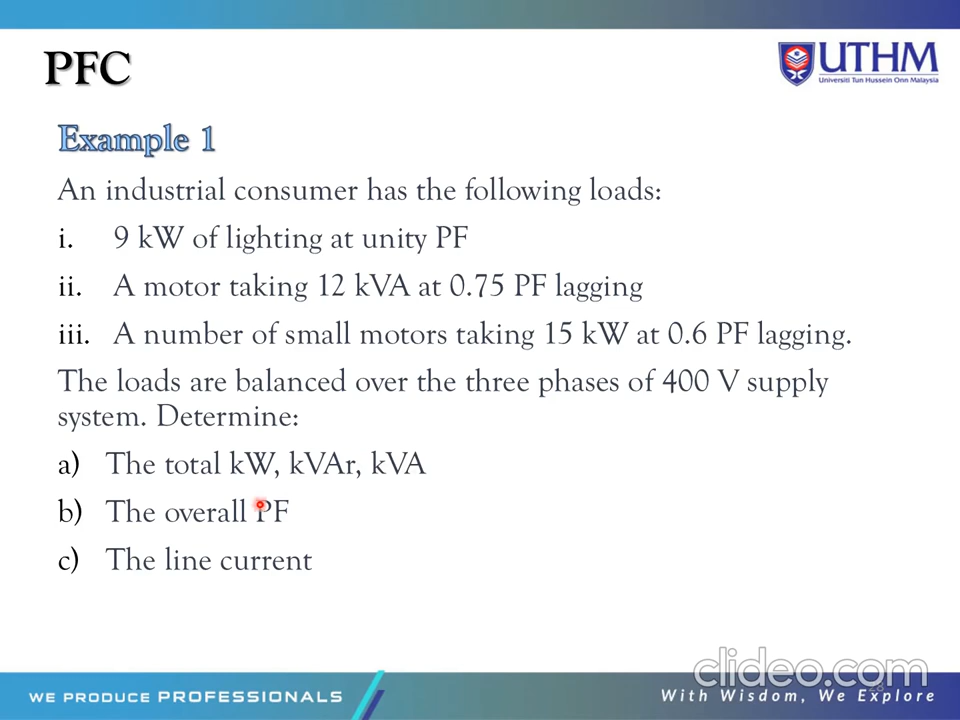 PFC
UTHM
Universiti Tun Hussein Onn Malaysia
Example 1
An industrial consumer has the following loads:
i. 9 kW of lighting at unity PF
ii. A motor taking 12 kVA at 0.75 PF lagging
iii. A number of small motors taking 15 kW at 0.6 PF lagging.
The loads are balanced over the three phases of 400 V supply
system. Determine:
a) The total kW, kVAr, kVA
b) The overall PF
c) The line current
clideo.com
28
WE PRODUCE PROFESSIONALS
With Wisdom, We Explore